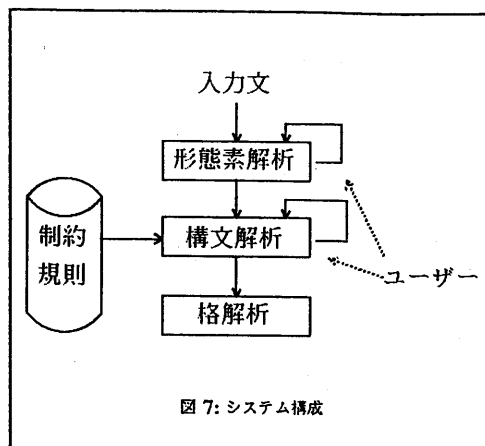 入力文
形態素解析
制約
規則
構文解析
ユーザー
格解析
図 7: システム構成